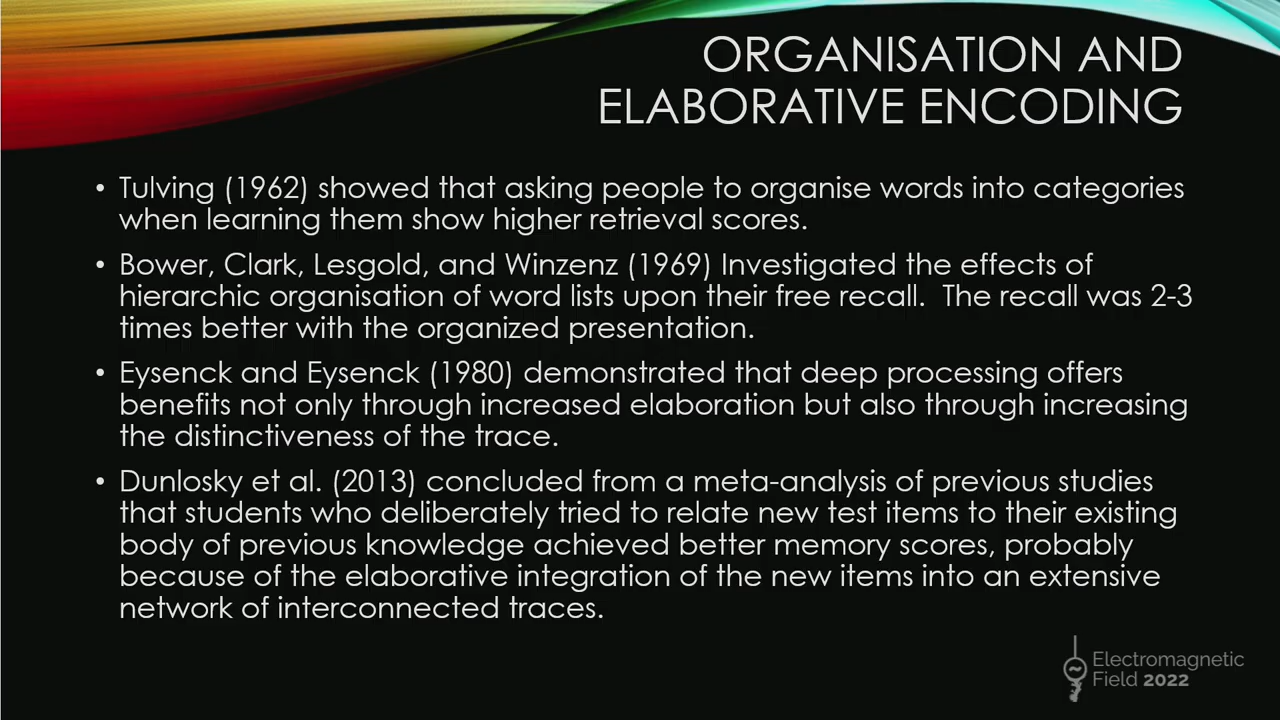 ORGANISATION AND
ELABORATIVE ENCODING
• Tulving (1962) showed that asking people to organise words into categories
when learning them show higher retrieval scores.
• Bower, Clark, Lesgold, and Winzenz (1969) Investigated the effects of
hierarchic organisation of word lists upon their free recall.  The recall was 2-3
times better with the organized presentation.
• Eysenck and Eysenck (1980) demonstrated that deep processing offers
benefits not only through increased elaboration but also through increasing
the distinctiveness of the trace.
• Dunlosky et al. (2013) concluded from a meta-analysis of previous studies
that students who deliberately tried to relate new test items to their existing
body of previous knowledge achieved better memory scores, probably
because of the elaborative integration of the new items into an extensive
network of interconnected traces.
Electromagnetic
Field 2022